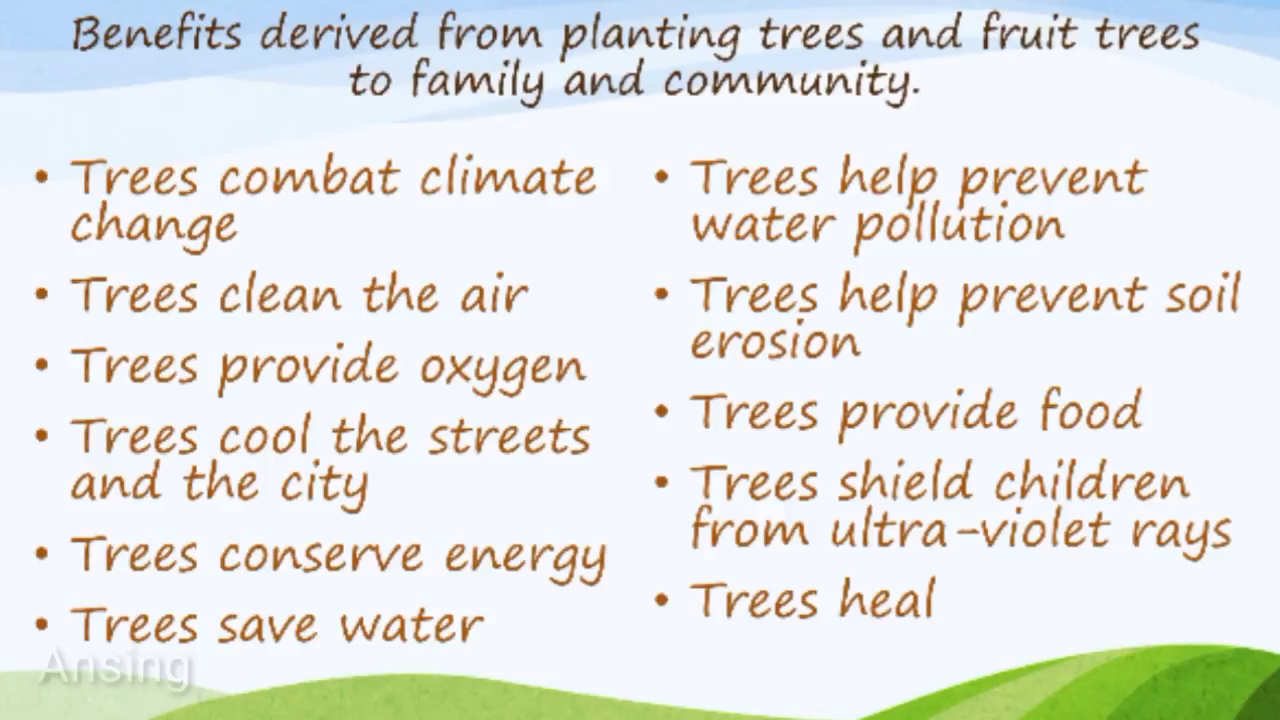 Benefits derived from planting trees and fruit trees
to family and community.
• Trees combat climate
change
• Trees clean the air
• Trees provide oxygen
• Trees cool the streets
and the city
• Trees conserve energy
• Trees save water
• Trees help prevent
water pollution
• Trees help prevent soil
erosion
• Trees provide food
• Trees shield children
from ultra-violet rays
• Trees heal
Ansing